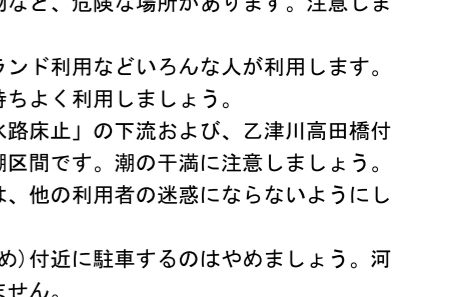 物など、危険な場所があります。注意しま
ランド利用などいろんな人が利用します。
持ちよく利用しましょう。
水路床止」の下流および、乙津川高田橋付
潮区間です。潮の干満に注意しましょう。
は、他の利用者の迷惑にならないようにし
め)付近に駐車するのはやめましょう。河
ません。